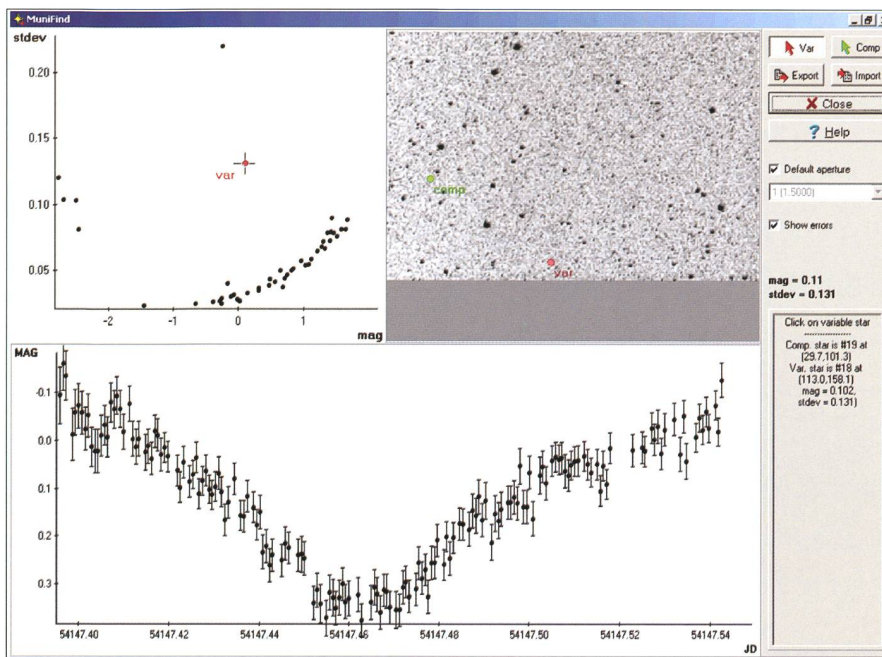 MuniFind
stdev
0.20
0.15
0.10
0.05
-2
-1
0
1
mag
var
comp
var
Var
Comp
Export
Import
Close
? Help
Default aperture
1 (1.5000)
Show errors
mag = 0.11
stdev = 0.131
Click on variable star
--------------
Comp. star is #19 at
(29.7,101.3)
Var. star is #18 at
(113.0,158.1)
mag = 0.102,
stdev = 0.131)
MAG
-0.1
0.0
0.1
0.2
0.3
54147.40
54147.42
54147.44
54147.46
54147.48
54147.50
54147.52
54147.54
JD